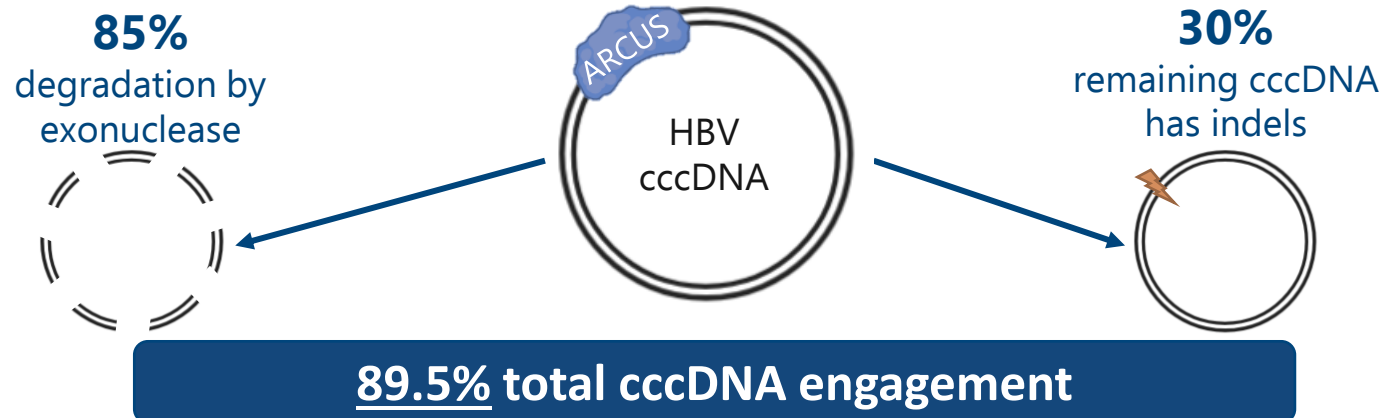 85%
degradation by
exonuclease
ARCUS
HBV
cccDNA
30%
remaining cccDNA
has indels
89.5% total cccDNA engagement